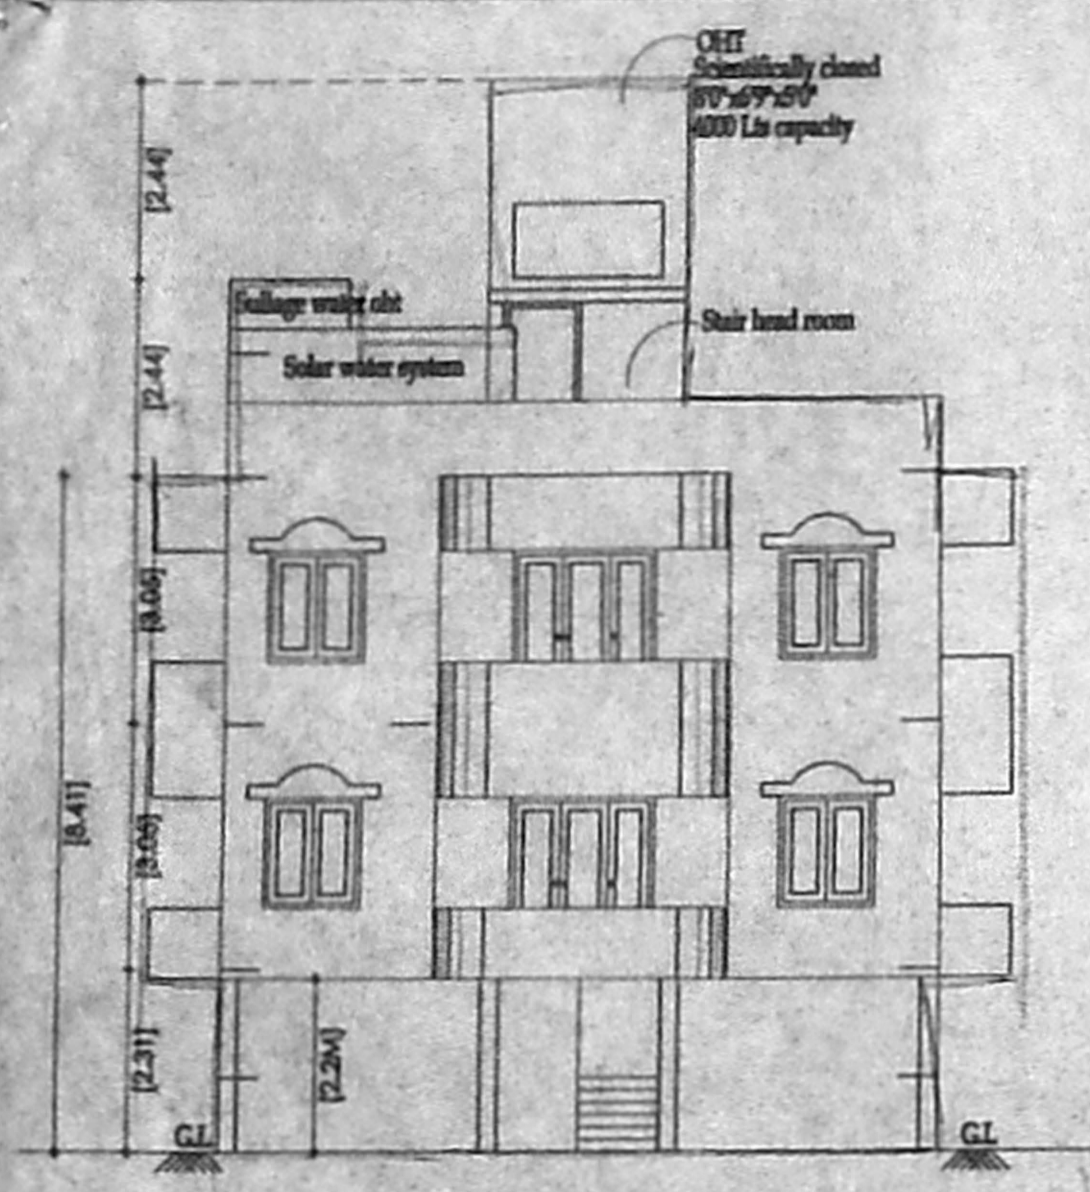 OHT
Scientifically closed
4000 Lts capacity
[2.44]
Sullage water oht
Stair head room
Solar water system
[2.44]
[3.05]
[8.41]
[3.05]
[2.31]
[2.2M]
G.L
G.L